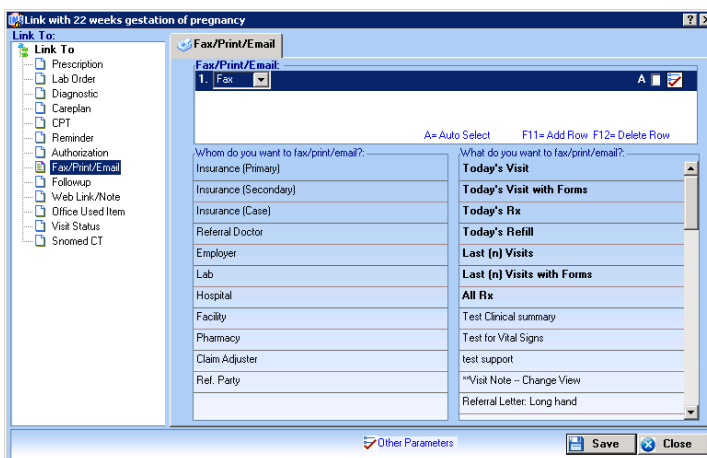 Link with 22 weeks gestation of pregnancy
Link To:
Link To
Prescription
Lab Order
Diagnostic
Careplan
CPT
Reminder
Authorization
Fax/Print/Email
Followup
Web Link/Note
Office Used Item
Visit Status
Snomed CT
Fax/Print/Email
Fax/Print/Email:
1. Fax A
A= Auto Select F11= Add Row F12= Delete Row
Whom do you want to fax/print/email?:
Insurance (Primary)
Insurance (Secondary)
Insurance (Case)
Referral Doctor
Employer
Lab
Hospital
Facility
Pharmacy
Claim Adjuster
Ref. Party
What do you want to fax/print/email?:
Today's Visit
Today's Visit with Forms
Today's Rx
Today's Refill
Last (n) Visits
Last (n) Visits with Forms
All Rx
Test Clinical summary
Test for Vital Signs
test support
**Visit Note -- Change View
Referral Letter: Long hand
Other Parameters
Save
Close